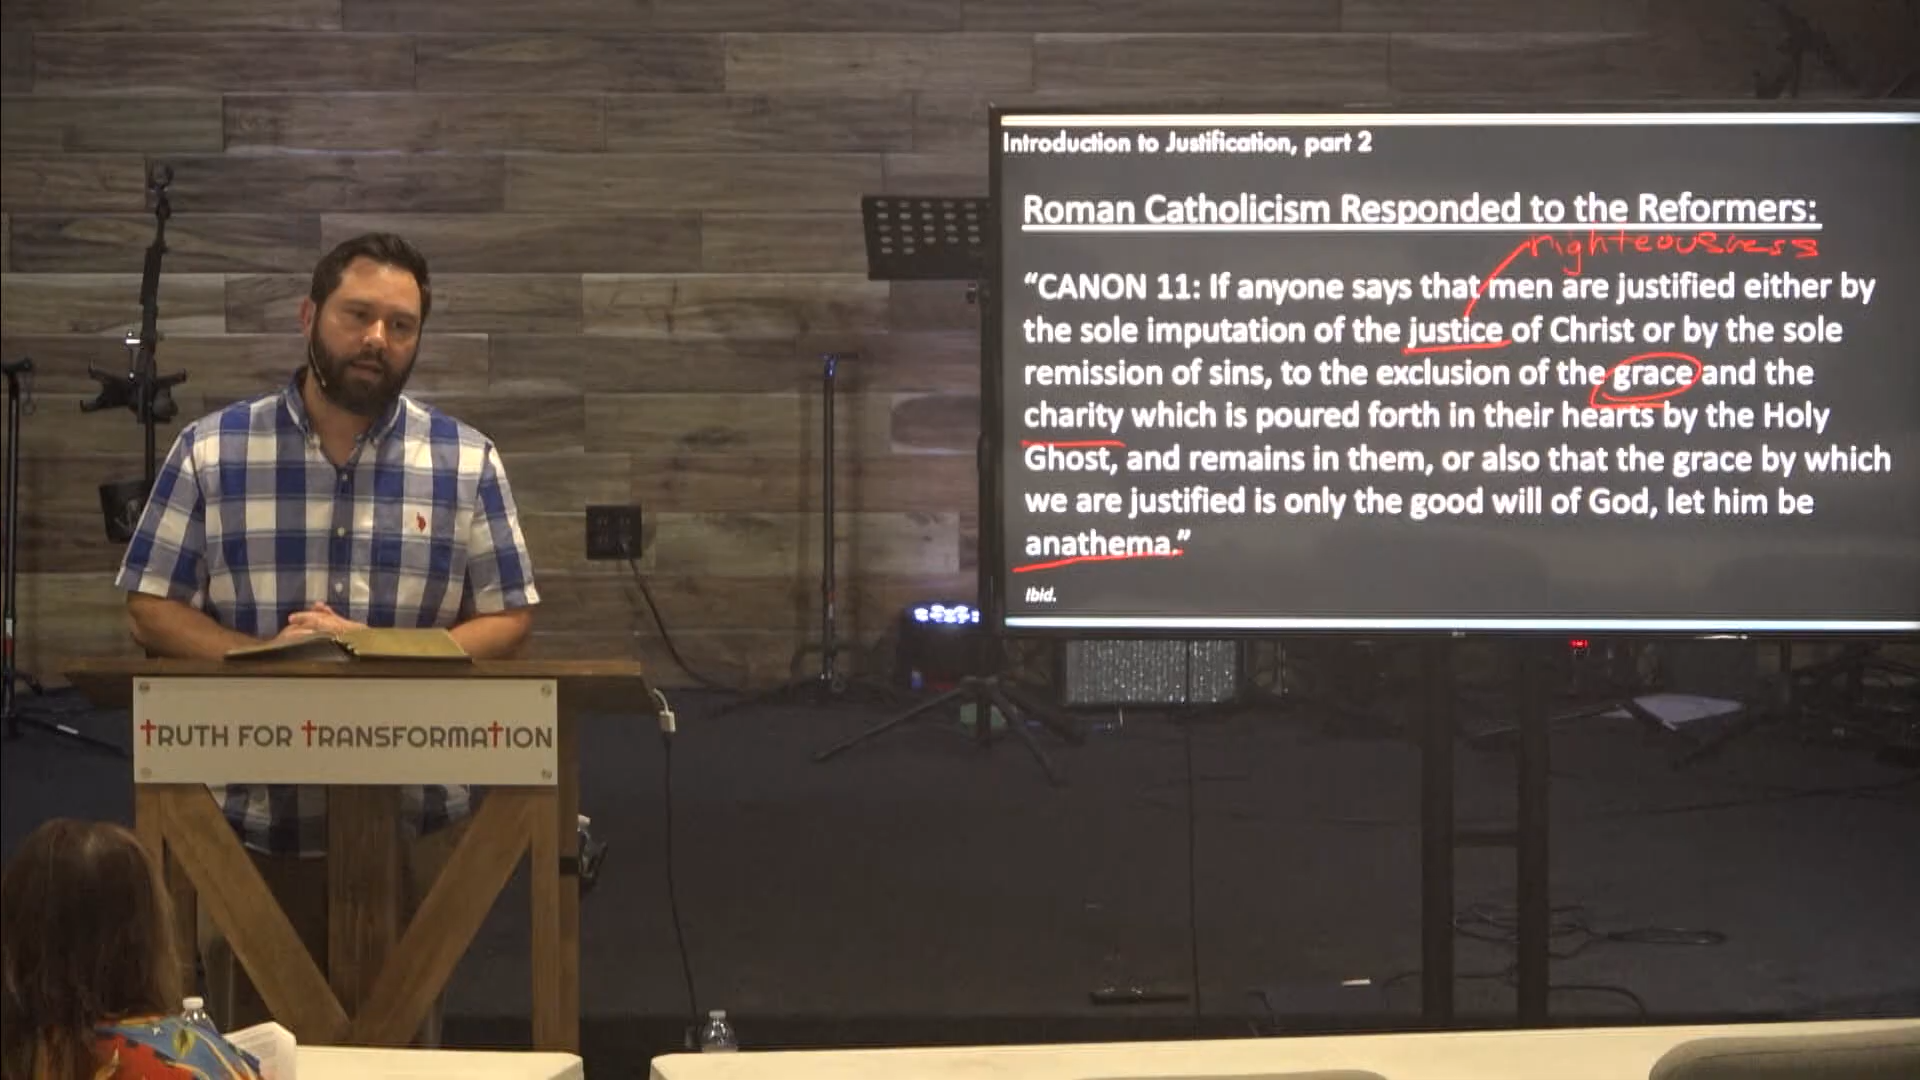 Introduction to Justification, part 2
Roman Catholicism Responded to the Reformers:
righteousness
“CANON 11: If anyone says that men are justified either by
the sole imputation of the justice of Christ or by the sole
remission of sins, to the exclusion of the grace and the
charity which is poured forth in their hearts by the Holy
Ghost, and remains in them, or also that the grace by which
we are justified is only the good will of God, let him be
anathema.”
Ibid.
TRUTH FOR TRANSFORMATION